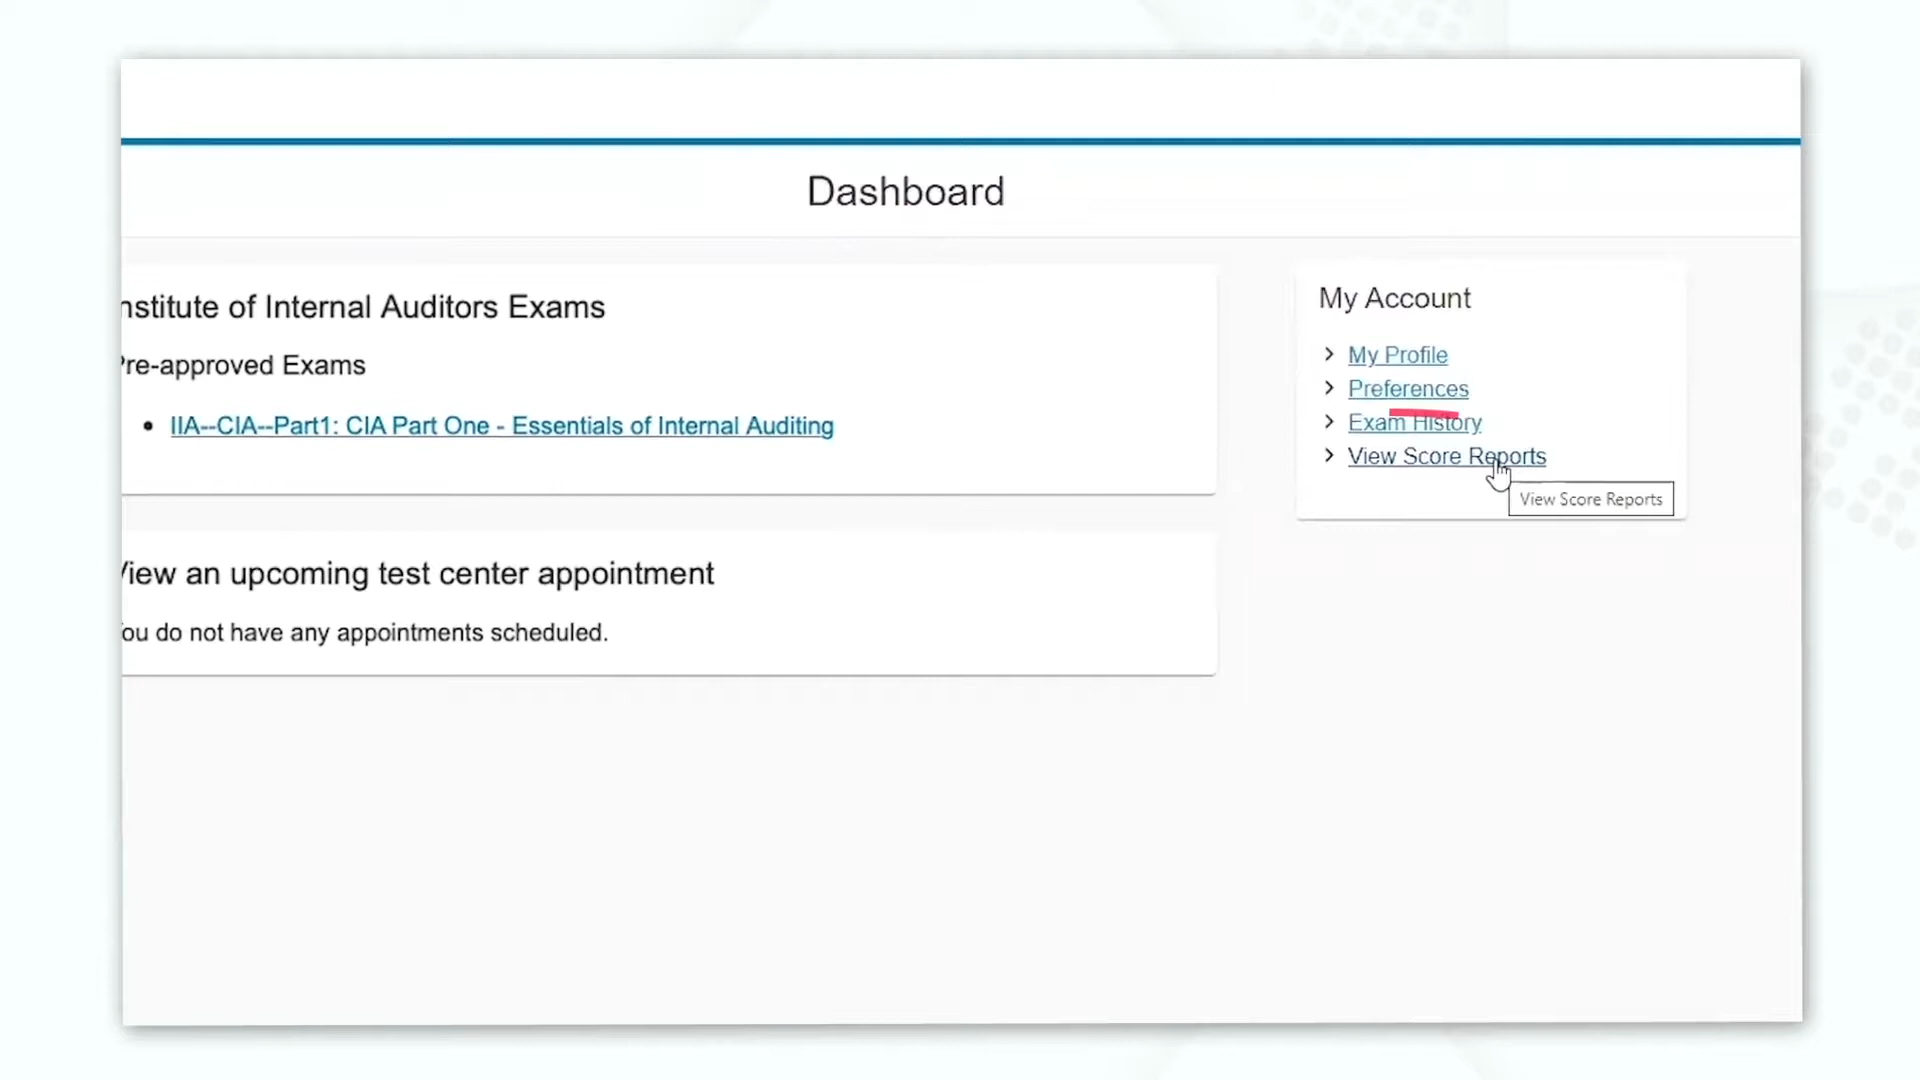 Dashboard
nstitute of Internal Auditors Exams
Pre-approved Exams
IIA--CIA--Part1: CIA Part One - Essentials of Internal Auditing
View an upcoming test center appointment
ou do not have any appointments scheduled.
My Account
My Profile
Preferences
Exam History
View Score Reports
View Score Reports